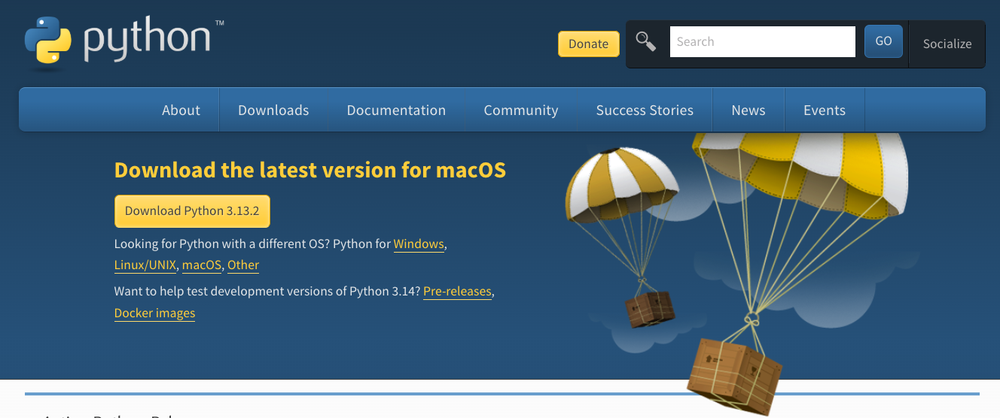 python™
Donate
Search
GO
Socialize
About
Downloads
Documentation
Community
Success Stories
News
Events
Download the latest version for macOS
Download Python 3.13.2
Looking for Python with a different OS? Python for Windows,
Linux/UNIX, macOS, Other
Want to help test development versions of Python 3.14? Pre-releases,
Docker images